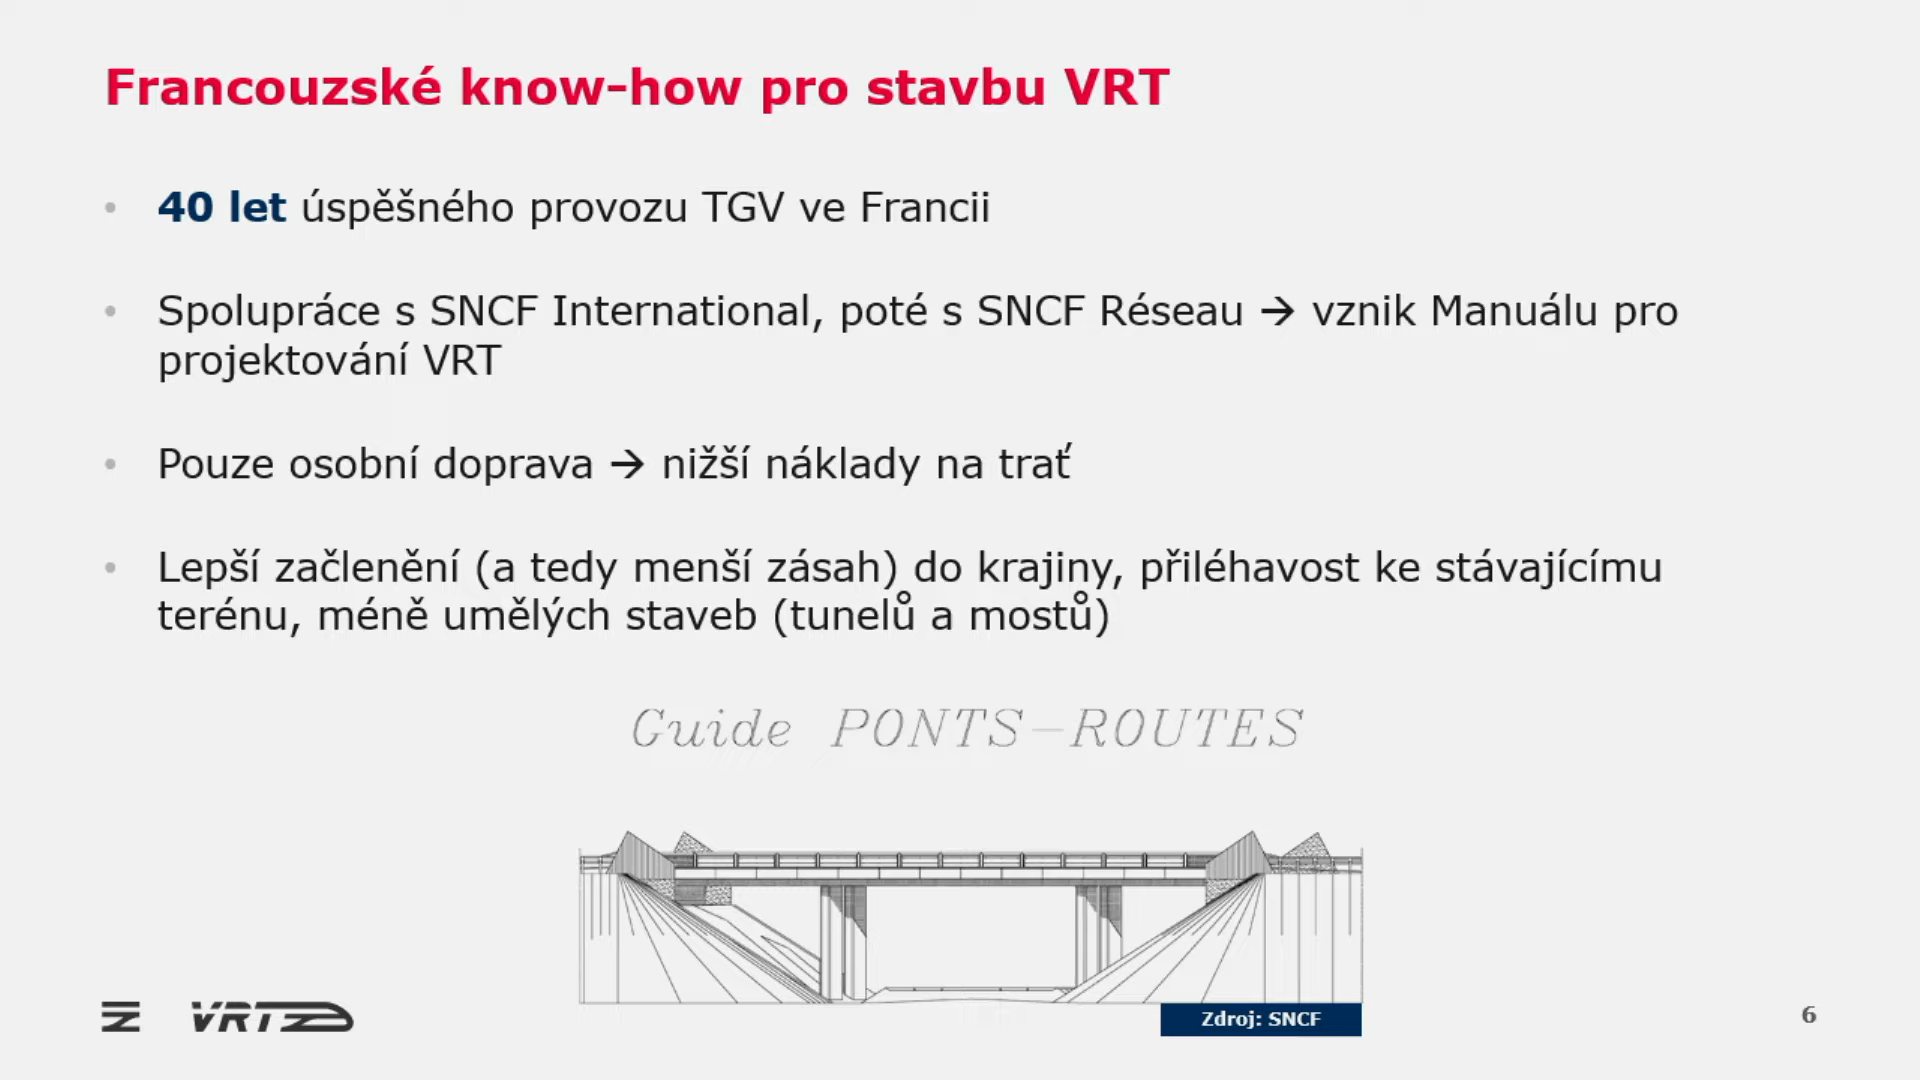 Francouzské know-how pro stavbu VRT
• 40 let úspěšného provozu TGV ve Francii
• Spolupráce s SNCF International, poté s SNCF Réseau → vznik Manuálu pro
projektování VRT
• Pouze osobní doprava → nižší náklady na trať
• Lepší začlenění (a tedy menší zásah) do krajiny, přiléhavost ke stávajícímu
terénu, méně umělých staveb (tunelů a mostů)
Guide PONTS-ROUTES
VRT
Zdroj: SNCF
6